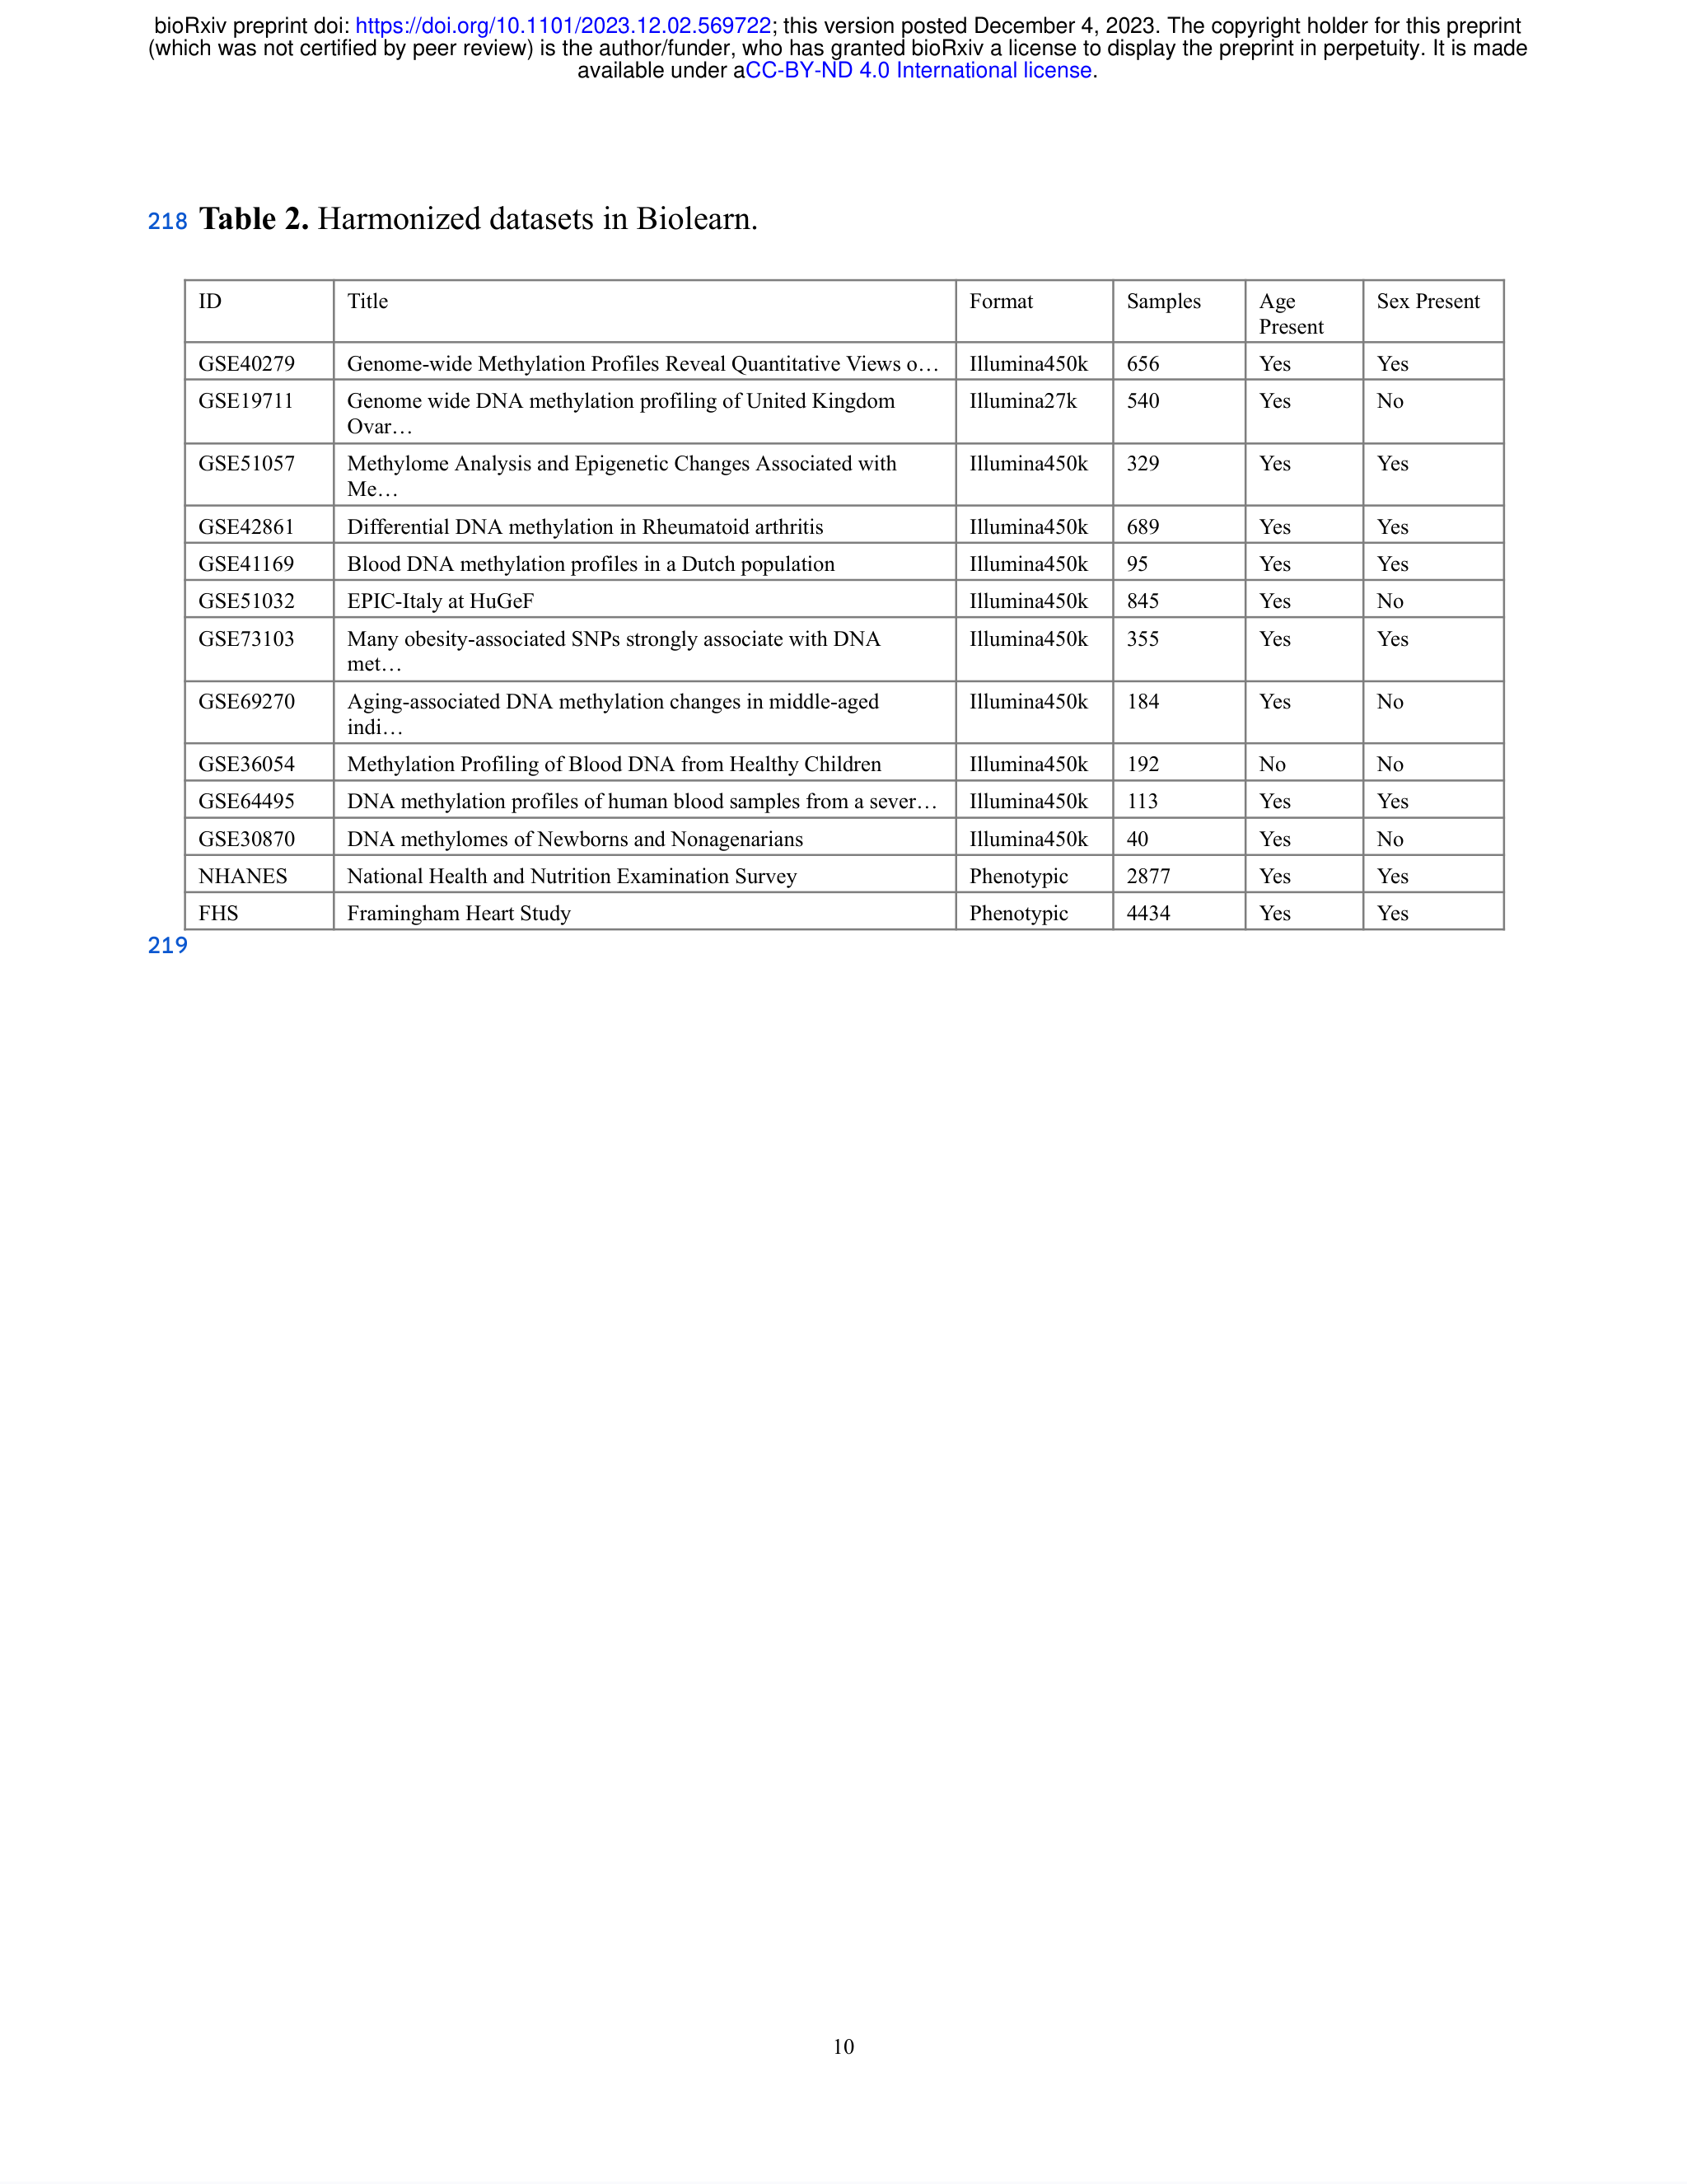 bioRxiv preprint doi: https://doi.org/10.1101/2023.12.02.569722; this version posted December 4, 2023. The copyright holder for this preprint
(which was not certified by peer review) is the author/funder, who has granted bioRxiv a license to display the preprint in perpetuity. It is made
available under aCC-BY-ND 4.0 International license.
218 Table 2. Harmonized datasets in Biolearn.
ID Title Format Samples Age Sex Present
Present
GSE40279 Genome-wide Methylation Profiles Reveal Quantitative Views o… Illumina450k 656 Yes Yes
GSE19711 Genome wide DNA methylation profiling of United Kingdom Illumina27k 540 Yes No
Ovar…
GSE51057 Methylome Analysis and Epigenetic Changes Associated with Illumina450k 329 Yes Yes
Me…
GSE42861 Differential DNA methylation in Rheumatoid arthritis Illumina450k 689 Yes Yes
GSE41169 Blood DNA methylation profiles in a Dutch population Illumina450k 95 Yes Yes
GSE51032 EPIC-Italy at HuGeF Illumina450k 845 Yes No
GSE73103 Many obesity-associated SNPs strongly associate with DNA Illumina450k 355 Yes Yes
met…
GSE69270 Aging-associated DNA methylation changes in middle-aged Illumina450k 184 Yes No
indi…
GSE36054 Methylation Profiling of Blood DNA from Healthy Children Illumina450k 192 No No
GSE64495 DNA methylation profiles of human blood samples from a sever… Illumina450k 113 Yes Yes
GSE30870 DNA methylomes of Newborns and Nonagenarians Illumina450k 40 Yes No
NHANES National Health and Nutrition Examination Survey Phenotypic 2877 Yes Yes
FHS Framingham Heart Study Phenotypic 4434 Yes Yes
219
10